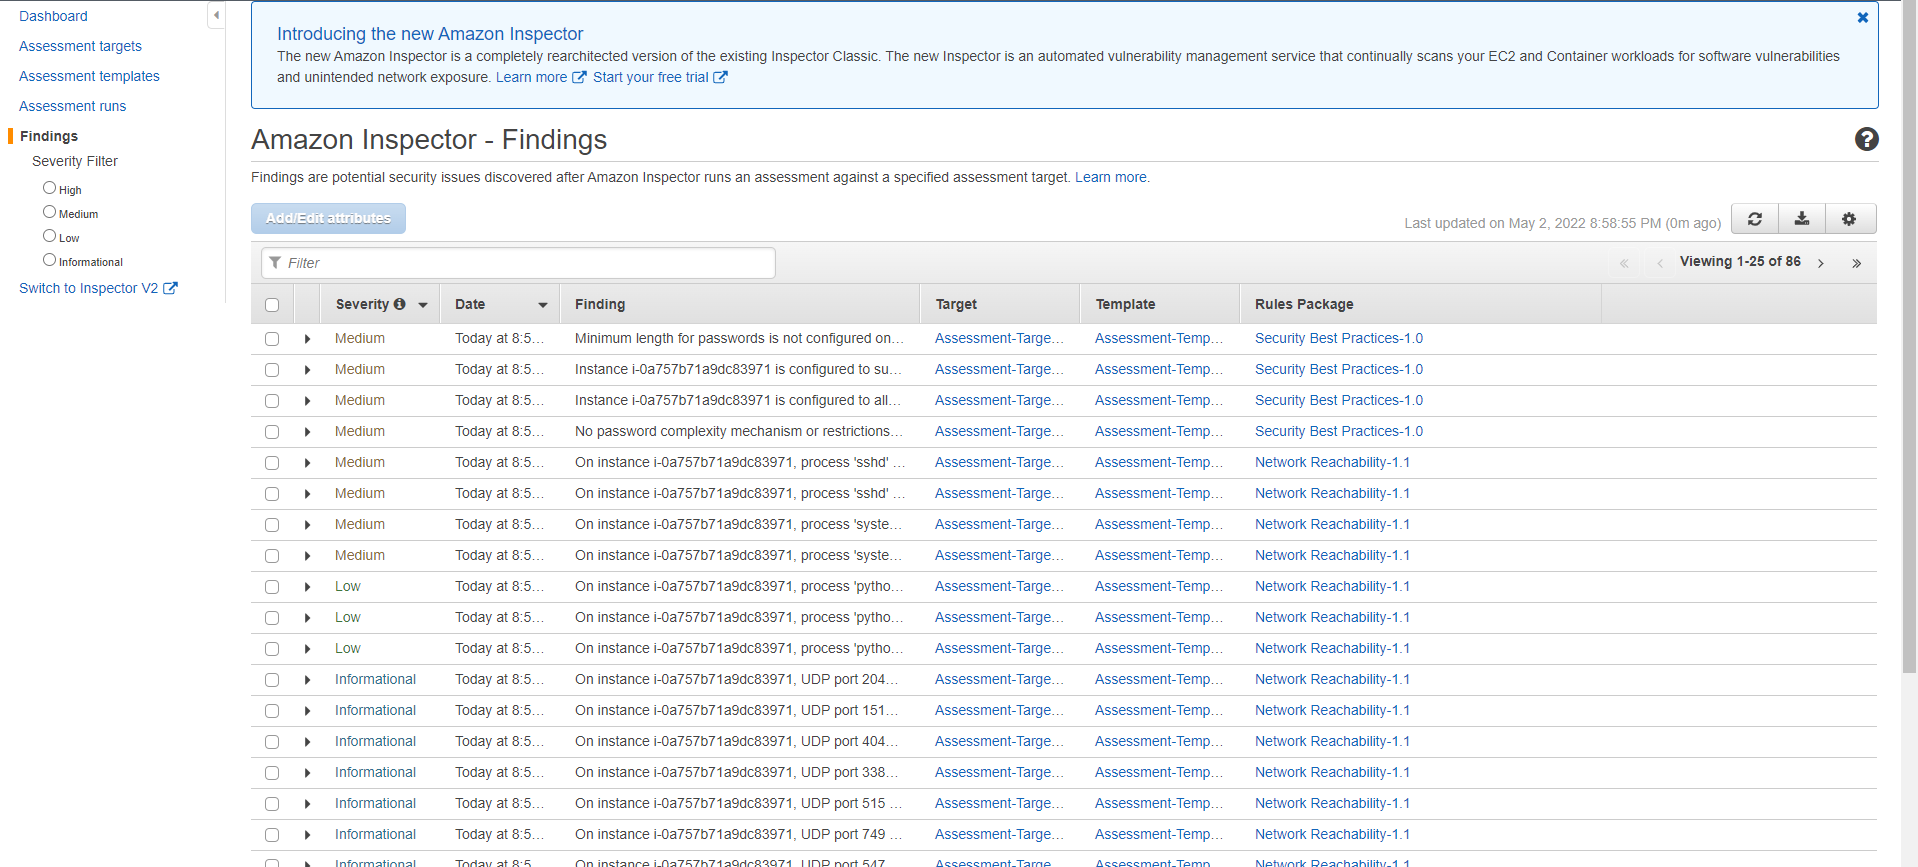 Dashboard
Assessment targets
Assessment templates
Assessment runs
Findings
Severity Filter
High
Medium
Low
Informational
Switch to Inspector V2
Introducing the new Amazon Inspector
The new Amazon Inspector is a completely rearchitected version of the existing Inspector Classic. The new Inspector is an automated vulnerability management service that continually scans your EC2 and Container workloads for software vulnerabilities
and unintended network exposure. Learn more Start your free trial
Amazon Inspector - Findings
Findings are potential security issues discovered after Amazon Inspector runs an assessment against a specified assessment target. Learn more.
Add/Edit attributes
Last updated on May 2, 2022 8:58:55 PM (0m ago)
Filter
« ‹ Viewing 1-25 of 86 › »
Severity Date Finding Target Template Rules Package
Medium Today at 8:5... Minimum length for passwords is not configured on... Assessment-Targe... Assessment-Temp... Security Best Practices-1.0
Medium Today at 8:5... Instance i-0a757b71a9dc83971 is configured to su... Assessment-Targe... Assessment-Temp... Security Best Practices-1.0
Medium Today at 8:5... Instance i-0a757b71a9dc83971 is configured to all... Assessment-Targe... Assessment-Temp... Security Best Practices-1.0
Medium Today at 8:5... No password complexity mechanism or restrictions... Assessment-Targe... Assessment-Temp... Security Best Practices-1.0
Medium Today at 8:5... On instance i-0a757b71a9dc83971, process 'sshd' ... Assessment-Targe... Assessment-Temp... Network Reachability-1.1
Medium Today at 8:5... On instance i-0a757b71a9dc83971, process 'sshd' ... Assessment-Targe... Assessment-Temp... Network Reachability-1.1
Medium Today at 8:5... On instance i-0a757b71a9dc83971, process 'syste... Assessment-Targe... Assessment-Temp... Network Reachability-1.1
Medium Today at 8:5... On instance i-0a757b71a9dc83971, process 'syste... Assessment-Targe... Assessment-Temp... Network Reachability-1.1
Low Today at 8:5... On instance i-0a757b71a9dc83971, process 'pytho... Assessment-Targe... Assessment-Temp... Network Reachability-1.1
Low Today at 8:5... On instance i-0a757b71a9dc83971, process 'pytho... Assessment-Targe... Assessment-Temp... Network Reachability-1.1
Low Today at 8:5... On instance i-0a757b71a9dc83971, process 'pytho... Assessment-Targe... Assessment-Temp... Network Reachability-1.1
Informational Today at 8:5... On instance i-0a757b71a9dc83971, UDP port 204... Assessment-Targe... Assessment-Temp... Network Reachability-1.1
Informational Today at 8:5... On instance i-0a757b71a9dc83971, UDP port 151... Assessment-Targe... Assessment-Temp... Network Reachability-1.1
Informational Today at 8:5... On instance i-0a757b71a9dc83971, UDP port 404... Assessment-Targe... Assessment-Temp... Network Reachability-1.1
Informational Today at 8:5... On instance i-0a757b71a9dc83971, UDP port 338... Assessment-Targe... Assessment-Temp... Network Reachability-1.1
Informational Today at 8:5... On instance i-0a757b71a9dc83971, UDP port 515 ... Assessment-Targe... Assessment-Temp... Network Reachability-1.1
Informational Today at 8:5... On instance i-0a757b71a9dc83971, UDP port 749 ... Assessment-Targe... Assessment-Temp... Network Reachability-1.1
Informational Today at 8:5... On instance i-0a757b71a9dc83971, UDP port 547 ... Assessment-Targe... Assessment-Temp... Network Reachability-1.1